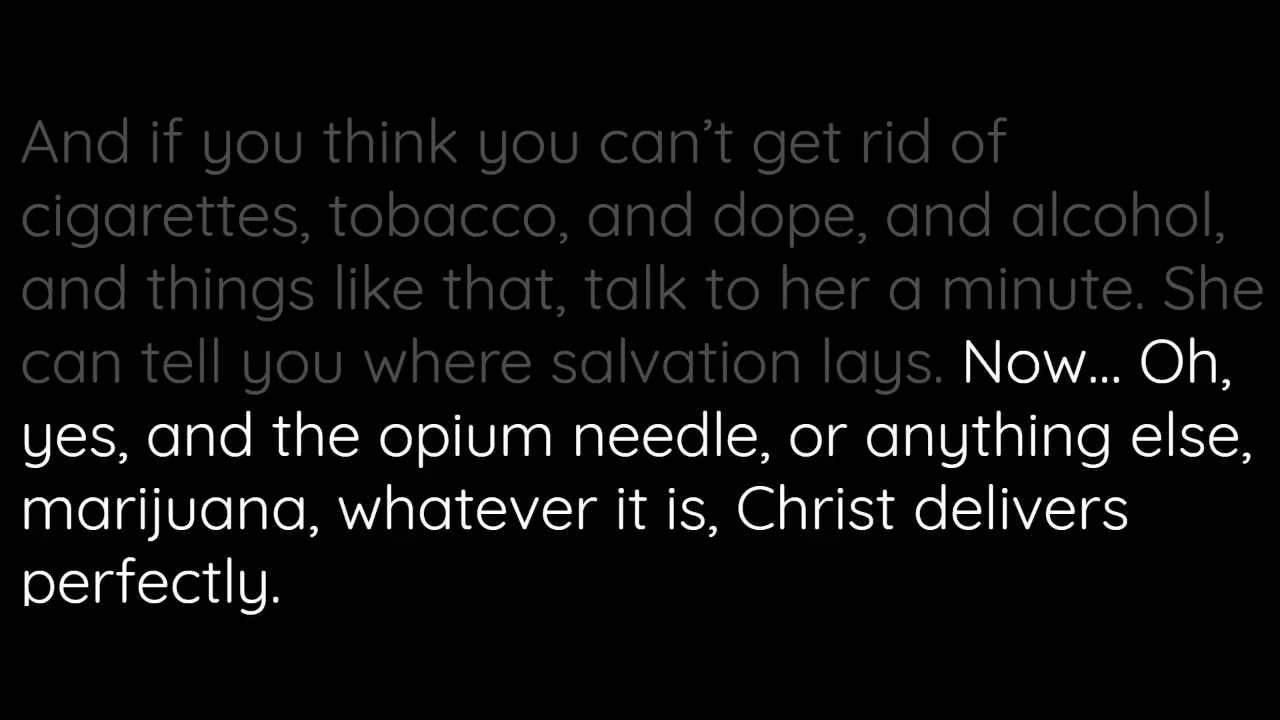 And if you think you can’t get rid of
cigarettes, tobacco, and dope, and alcohol,
and things like that, talk to her a minute. She
can tell you where salvation lays. Now... Oh,
yes, and the opium needle, or anything else,
marijuana, whatever it is, Christ delivers
perfectly.